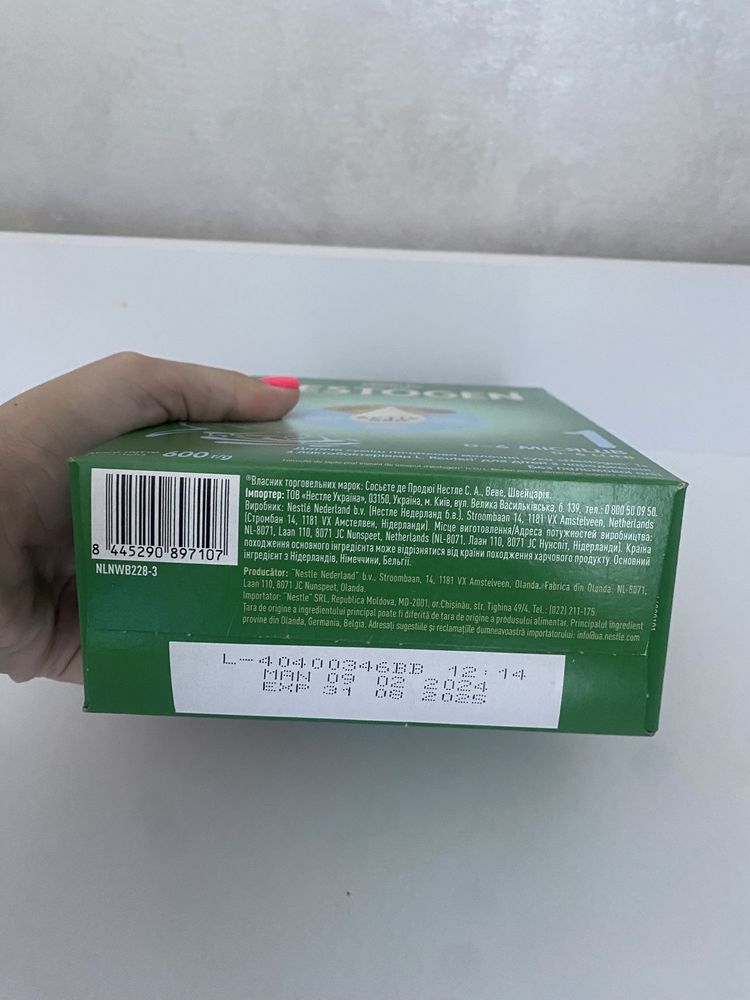 ESTOGEN
1
0–6 МІСЯЦІВ
600 г/g
®Власник торговельних марок: Сосьєте де Продюї Нестле С. А., Веве, Швейцарія.
Імпортер: ТОВ «Нестле Україна», 03150, Україна, м. Київ, вул. Велика Васильківська, б. 139, тел.: 0 800 50 09 50.
Виробник: Nestlé Nederland b.v. (Нестле Недерланд б.в.), Stroombaan 14, 1181 VX Amstelveen, Netherlands
(Стромбан 14, 1181 VX Амстелвен, Нідерланди). Місце виготовлення/Адреса потужностей виробництва:
NL-8071, Laan 110, 8071 JC Nunspeet, Netherlands (NL-8071, Лаан 110, 8071 JC Нунспіт, Нідерланди). Країна
походження основного інгредієнта може відрізнятися від країни походження харчового продукту. Основний
інгредієнт з Нідерландів, Німеччини, Бельгії.
8 445290 897107
NLNWB228-3
Producător: "Nestle Nederland" b.v., Stroombaan, 14, 1181 VX Amstelveen, Olanda. Fabrica din Olanda: NL-8071,
Laan 110, 8071 JC Nunspeet, Olanda.
Importator: "Nestle" SRL, Republica Moldova, MD-2001, or.Chișinău, str, Tighina 49/4, Tel.: (022) 211-175.
Țara de origine a ingredientului principal poate fi diferită de țara de origine a produsului alimentar. Principalul ingredient
provine din Olanda, Germania, Belgia. Adresați sugestiile și reclamațiile dumneavoastră importatorului: info@ua.nestle.com
L-40400346BB 12:14
MAN 09 02 2024
EXP 31 08 2025